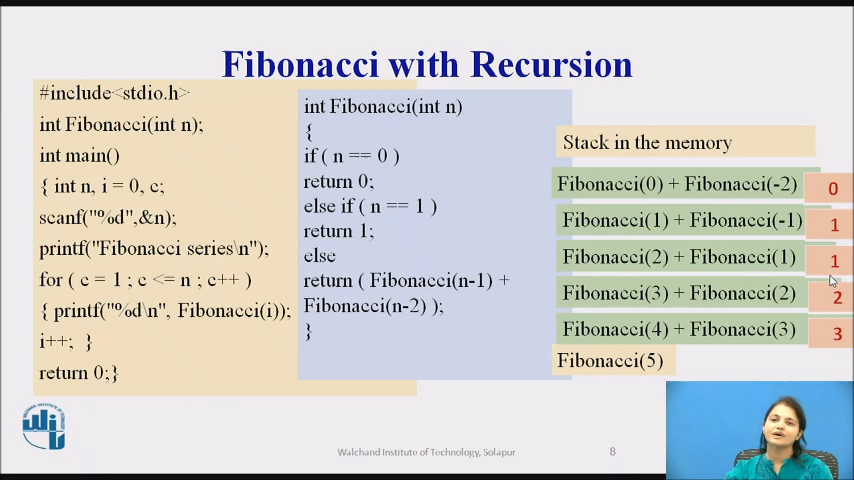 Fibonacci with Recursion
#include<stdio.h>
int Fibonacci(int n);
int main()
{ int n, i = 0, c;
scanf("%d",&n);
printf("Fibonacci series\n");
for ( c = 1 ; c <= n ; c++ )
{ printf("%d\n", Fibonacci(i));
i++; }
return 0;}
int Fibonacci(int n)
{
if ( n == 0 )
return 0;
else if ( n == 1 )
return 1;
else
return ( Fibonacci(n-1) +
Fibonacci(n-2) );
}
Stack in the memory
Fibonacci(0) + Fibonacci(-2) 0
Fibonacci(1) + Fibonacci(-1) 1
Fibonacci(2) + Fibonacci(1) 1
Fibonacci(3) + Fibonacci(2) 2
Fibonacci(4) + Fibonacci(3) 3
Fibonacci(5)
Walchand Institute of Technology, Solapur 8